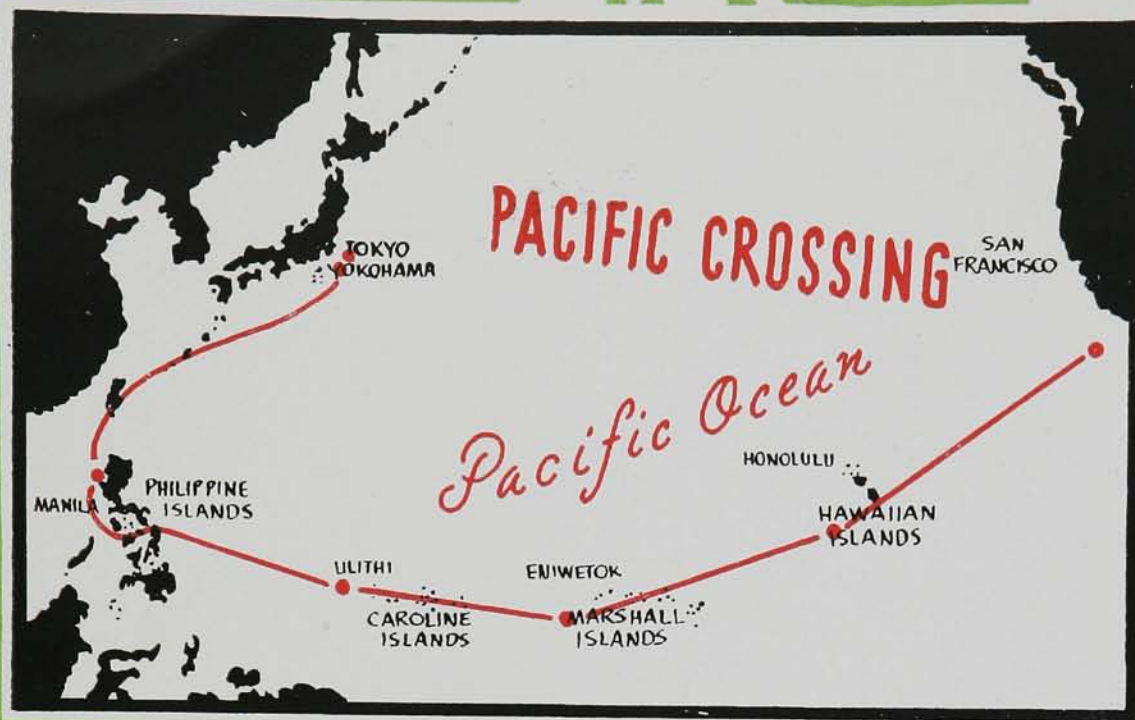 PACIFIC CROSSING
TOKYO
YOKOHAMA
SAN
FRANCISCO
Pacific Ocean
HONOLULU
HAWAIIAN
ISLANDS
MANILA
PHILIPPINE
ISLANDS
ULITHI
CAROLINE
ISLANDS
ENIWETOK
MARSHALL
ISLANDS